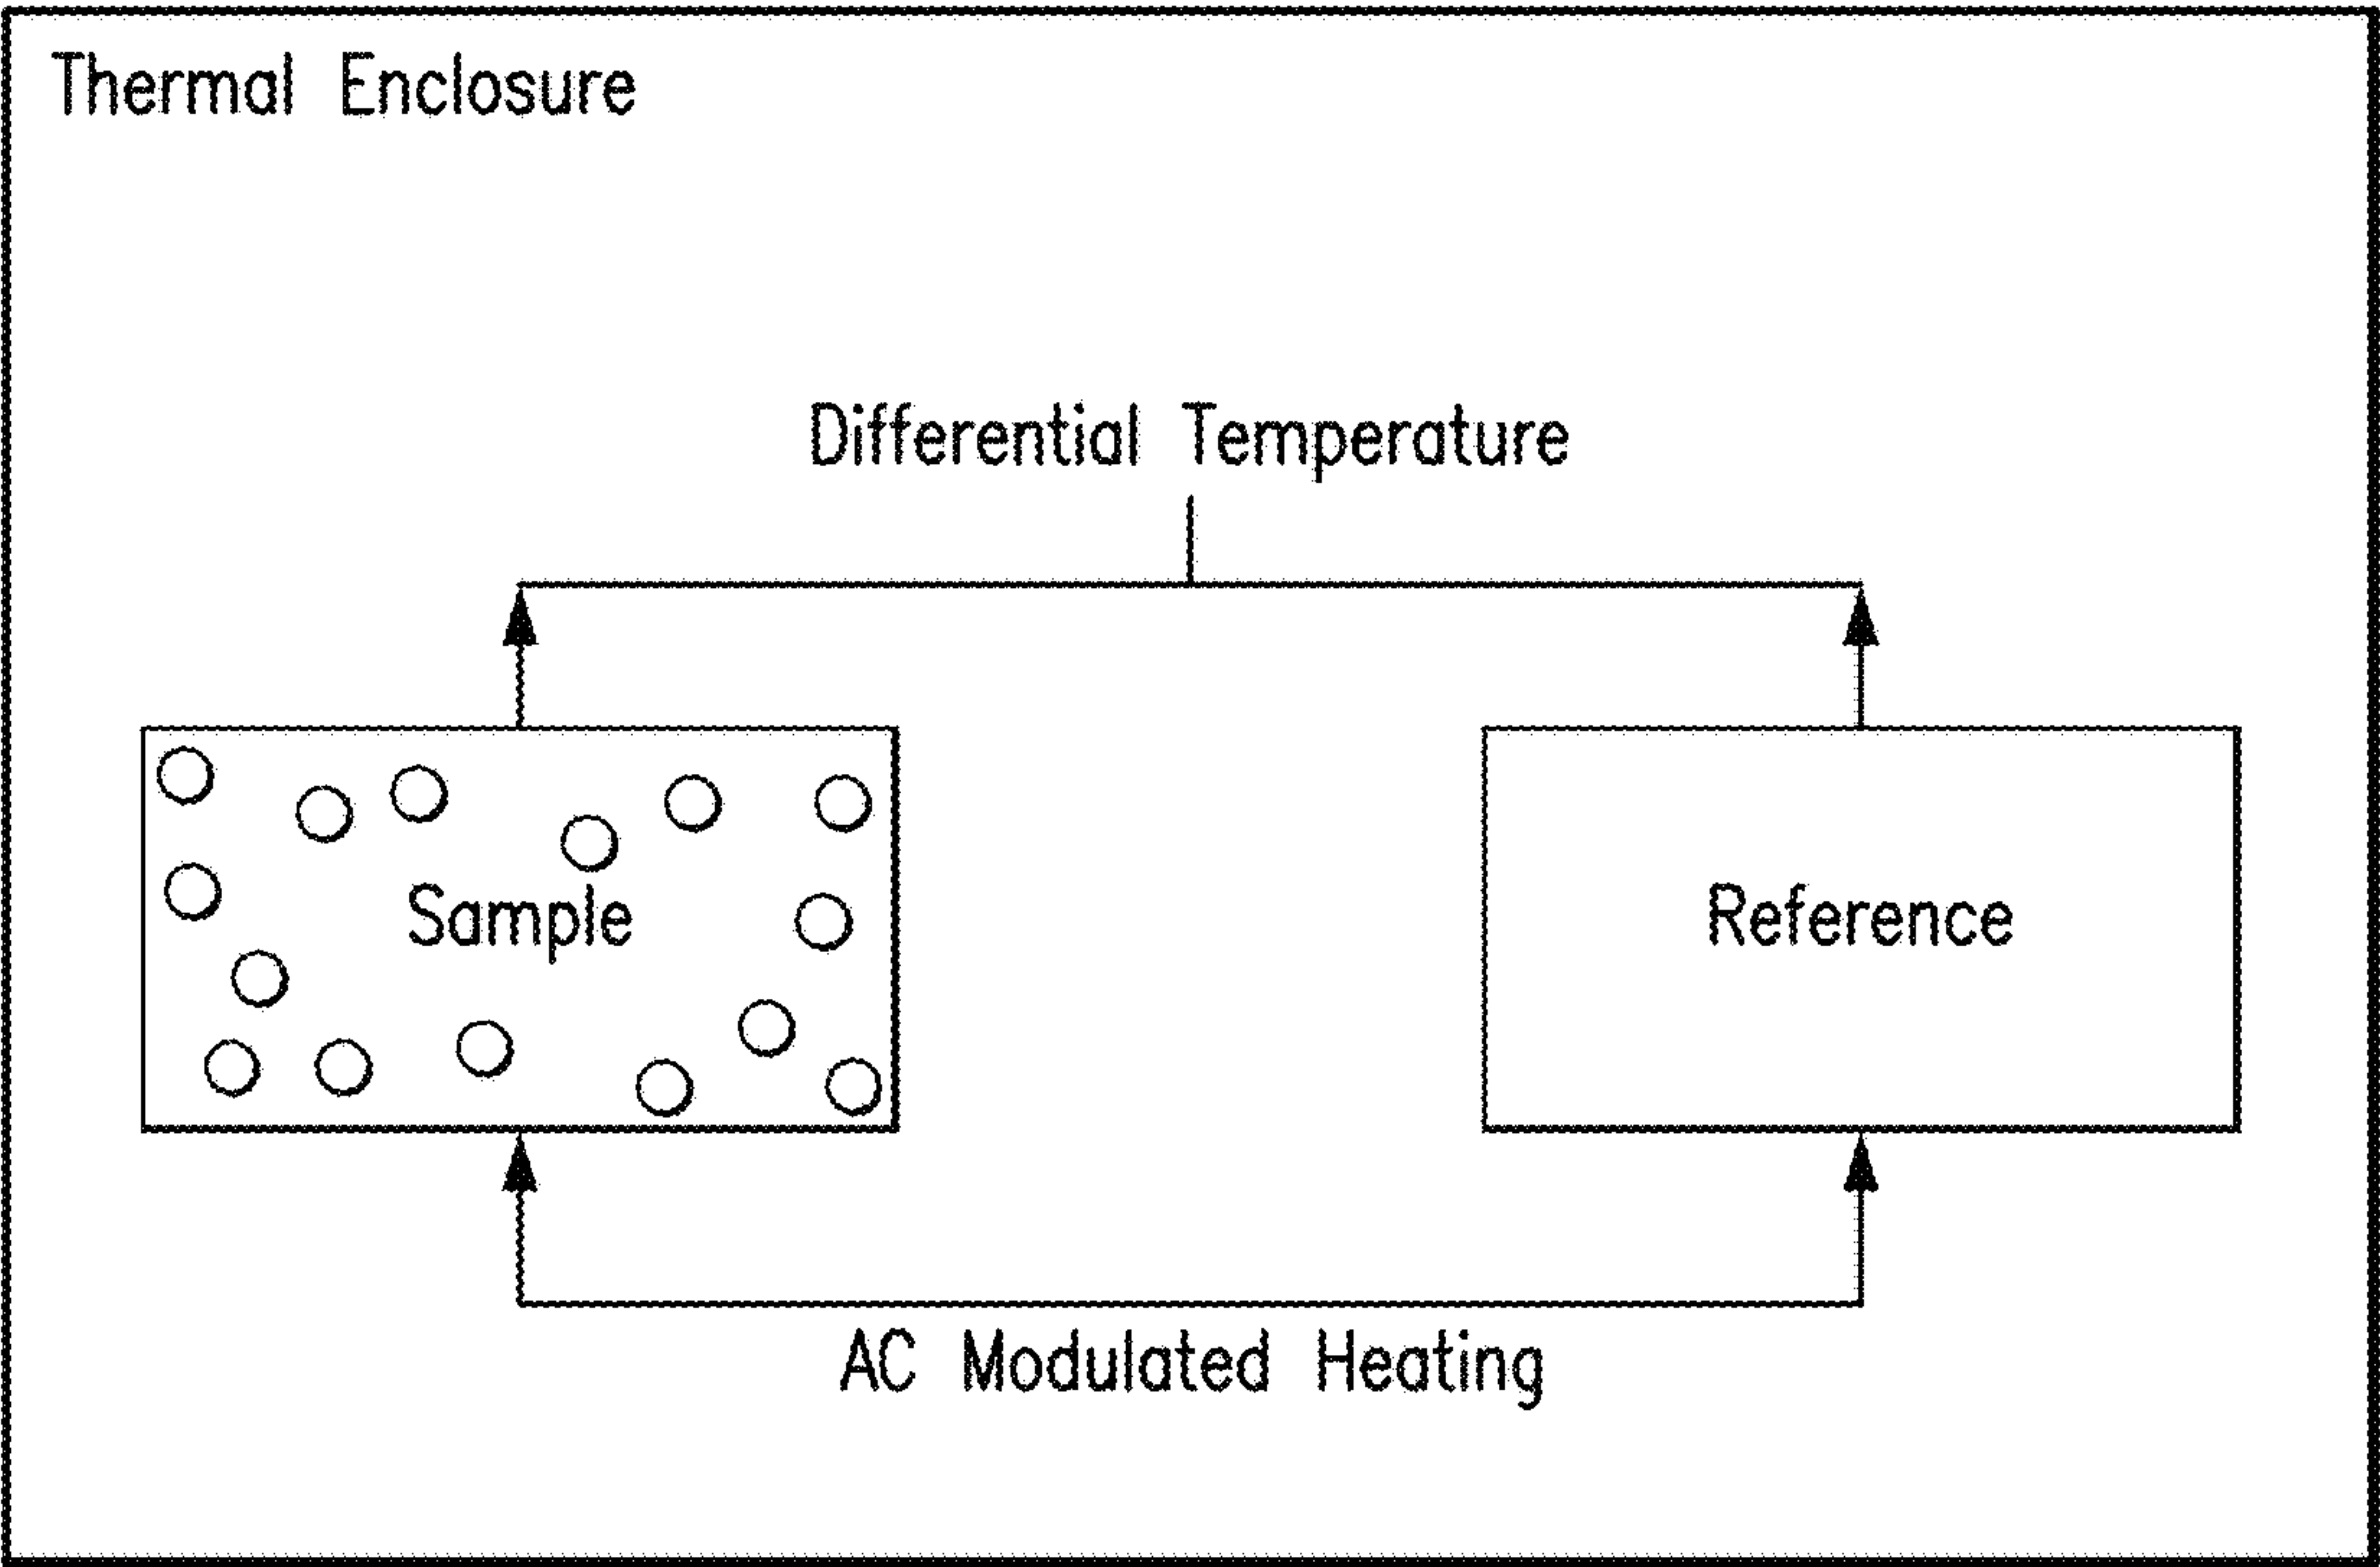 Thermal Enclosure
Differential Temperature
Sample
Reference
AC Modulated Heating